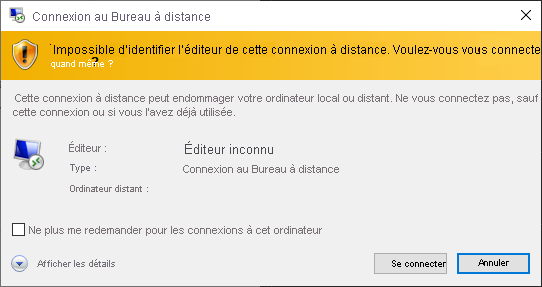 Connexion au Bureau à distance
Impossible d'identifier l'éditeur de cette connexion à distance. Voulez-vous vous connecte
quand même ?
Cette connexion à distance peut endommager votre ordinateur local ou distant. Ne vous connectez pas, sauf
cette connexion ou si vous l'avez déjà utilisée.
Éditeur : Éditeur inconnu
Type : Connexion au Bureau à distance
Ordinateur distant :
Ne plus me redemander pour les connexions à cet ordinateur
Afficher les détails Se connecter Annuler